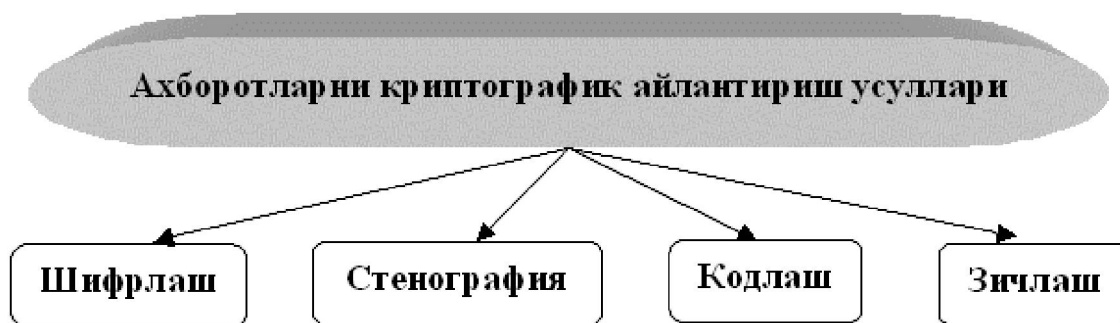 Ахборотларни криптографик айлантириш усуллари
Шифрлаш
Стенография
Кодлаш
Зичлаш